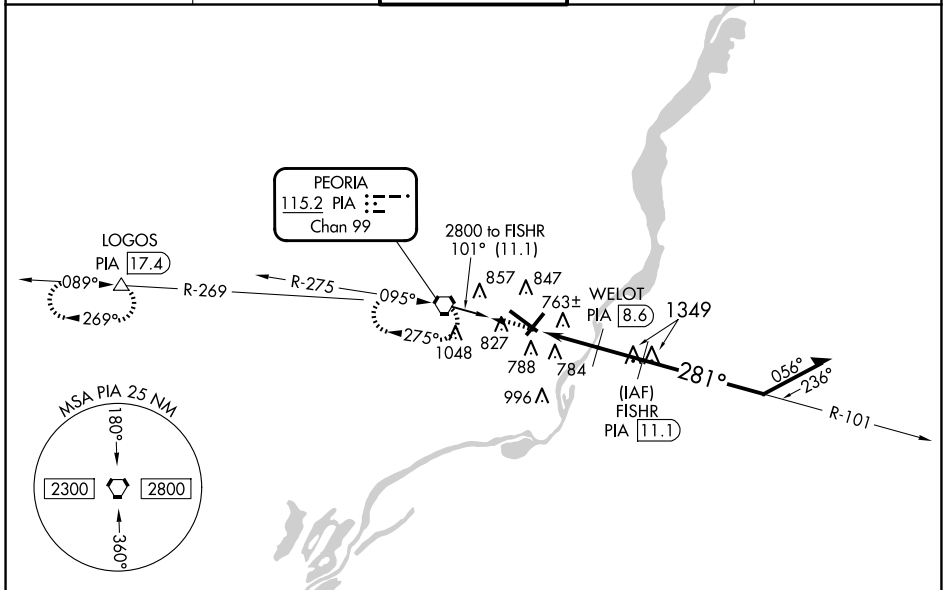 PEORIA
115.2 PIA
Chan 99
2800 to FISHR
101° (11.1)
LOGOS
PIA 17.4
089°
269°
R-269
R-275
095°
275°
857
847
763±
WELOT
PIA 8.6
1349
1048
827
788
784
996
281°
(IAF)
FISHR
PIA 11.1
056°
236°
R-101
MSA PIA 25 NM
180°
2300
2800
360°